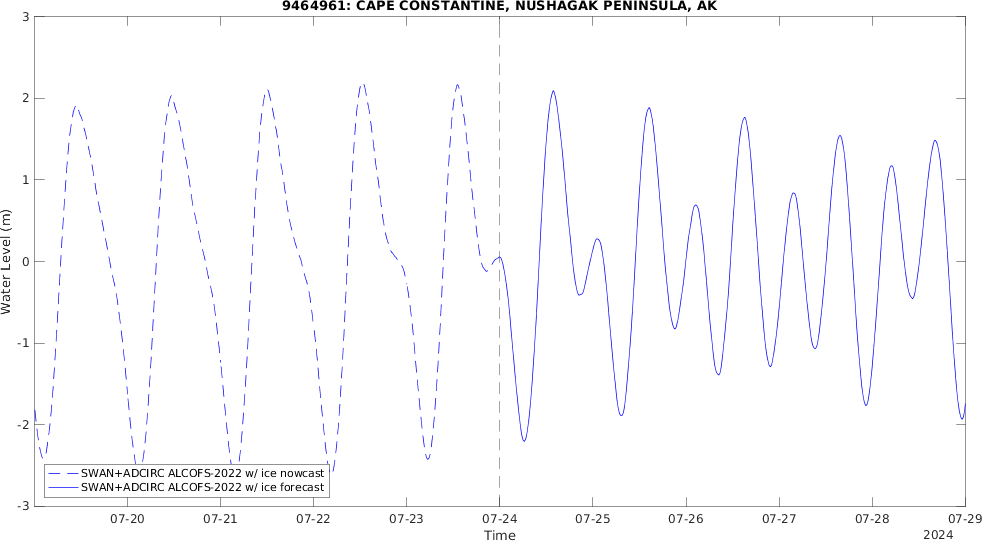 9464961: CAPE CONSTANTINE, NUSHAGAK PENINSULA, AK
3
2
1
0
-1
-2
-3
Water Level (m)
SWAN+ADCIRC ALCOFS-2022 w/ ice nowcast
SWAN+ADCIRC ALCOFS-2022 w/ ice forecast
07-20 07-21 07-22 07-23 07-24 07-25 07-26 07-27 07-28 07-29
Time
2024